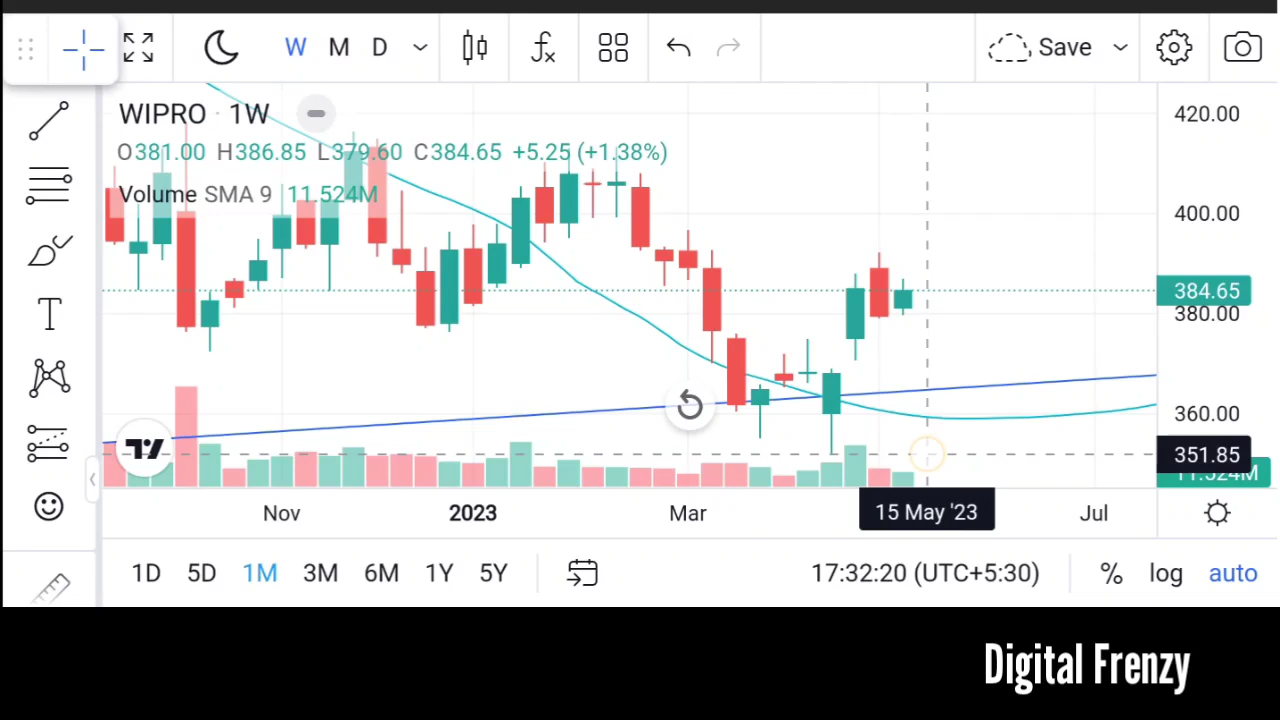 W M D Save
WIPRO · 1W
O381.00 H386.85 L379.60 C384.65 +5.25 (+1.38%)
Volume SMA 9 11.524M
420.00
400.00
384.65
380.00
360.00
351.85
11.524M
Nov 2023 Mar 15 May '23 Jul
1D 5D 1M 3M 6M 1Y 5Y 17:32:20 (UTC+5:30) % log auto
Digital Frenzy